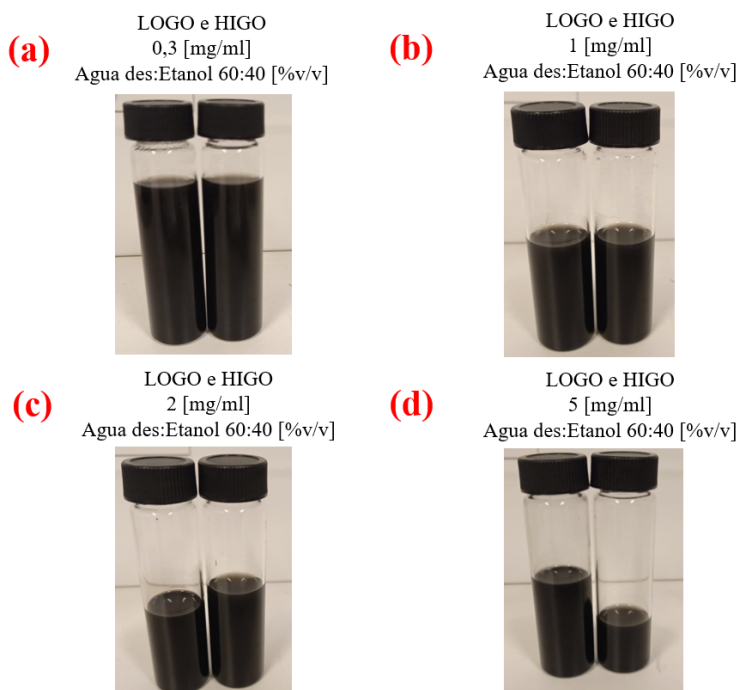 (a)
LOGO e HIGO
0,3 [mg/ml]
Agua des:Etanol 60:40 [%v/v]
(b)
LOGO e HIGO
1 [mg/ml]
Agua des:Etanol 60:40 [%v/v]
(c)
LOGO e HIGO
2 [mg/ml]
Agua des:Etanol 60:40 [%v/v]
(d)
LOGO e HIGO
5 [mg/ml]
Agua des:Etanol 60:40 [%v/v]